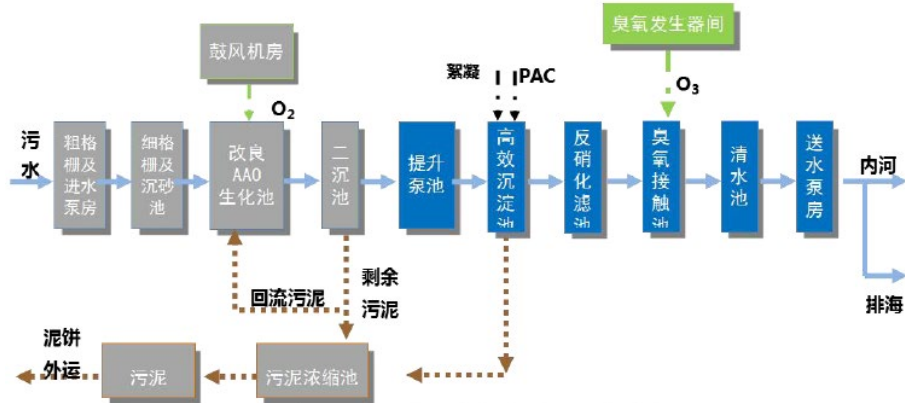 鼓风机房
臭氧发生器间
絮凝
PAC
O₂
O₃
污
水
粗格
栅及
进水
泵房
细格
栅及
沉砂
池
改良
AAO
生化池
二
沉
池
提升
泵池
高
效
沉
淀
池
反
硝
化
滤
池
臭
氧
接
触
池
清
水
池
送
水
泵
房
内河
排海
回流污泥
剩余
污泥
泥饼
外运
污泥
污泥浓缩池